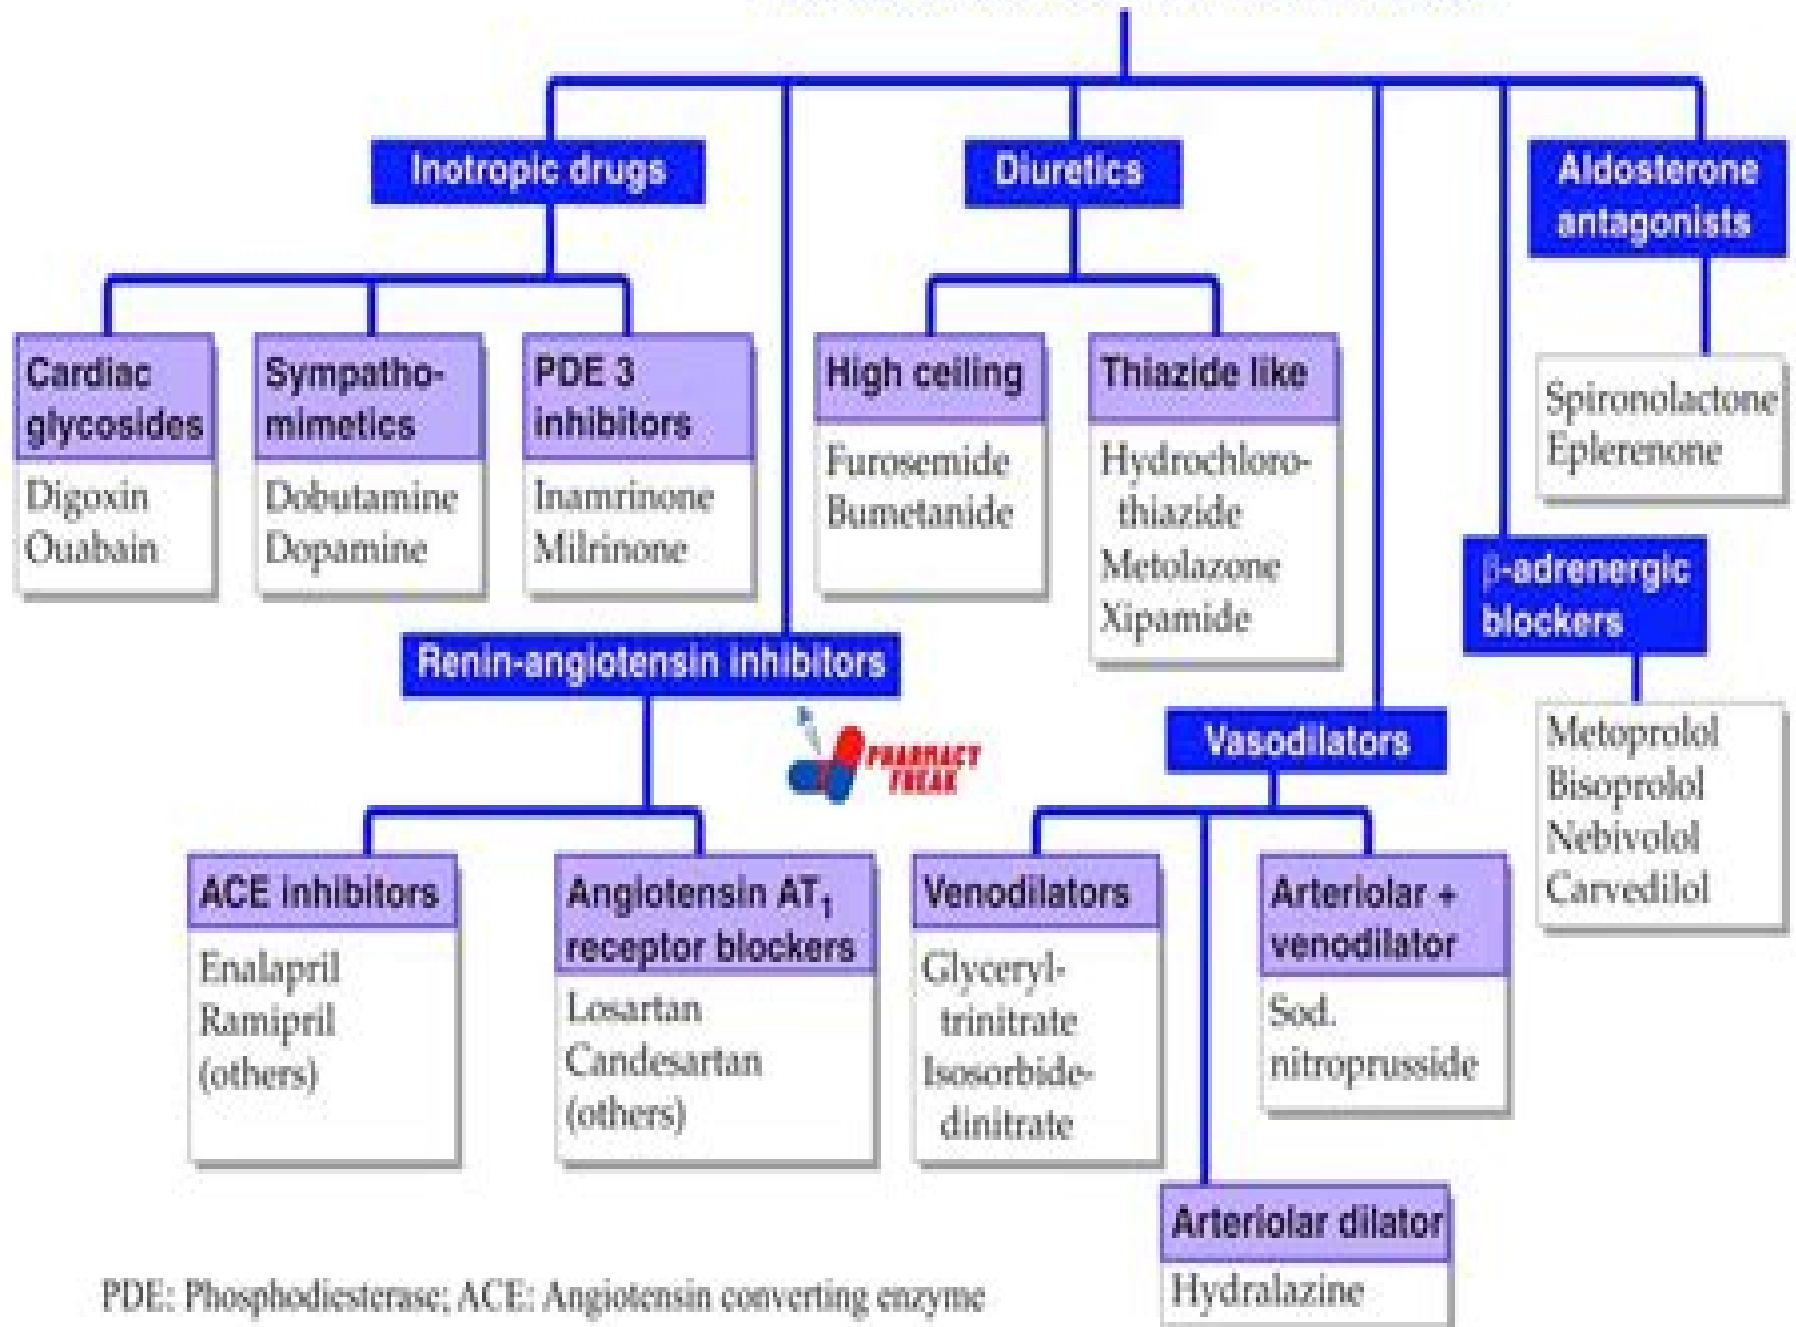 Inotropic drugs
Diuretics
Aldosterone
antagonists
Cardiac
glycosides
Digoxin
Ouabain
Sympatho-
mimetics
Dobutamine
Dopamine
PDE 3
inhibitors
Inamrinone
Milrinone
High ceiling
Furosemide
Bumetanide
Thiazide like
Hydrochloro-
thiazide
Metolazone
Xipamide
Spironolactone
Eplerenone
β-adrenergic
blockers
Metoprolol
Bisoprolol
Nebivolol
Carvedilol
Renin-angiotensin inhibitors
PHARMACY
FREAK
Vasodilators
ACE inhibitors
Enalapril
Ramipril
(others)
Angiotensin AT₁
receptor blockers
Losartan
Candesartan
(others)
Venodilators
Glyceryl-
trinitrate
Isosorbide-
dinitrate
Arteriolar +
venodilator
Sod.
nitroprusside
Arteriolar dilator
Hydralazine
PDE: Phosphodiesterase; ACE: Angiotensin converting enzyme